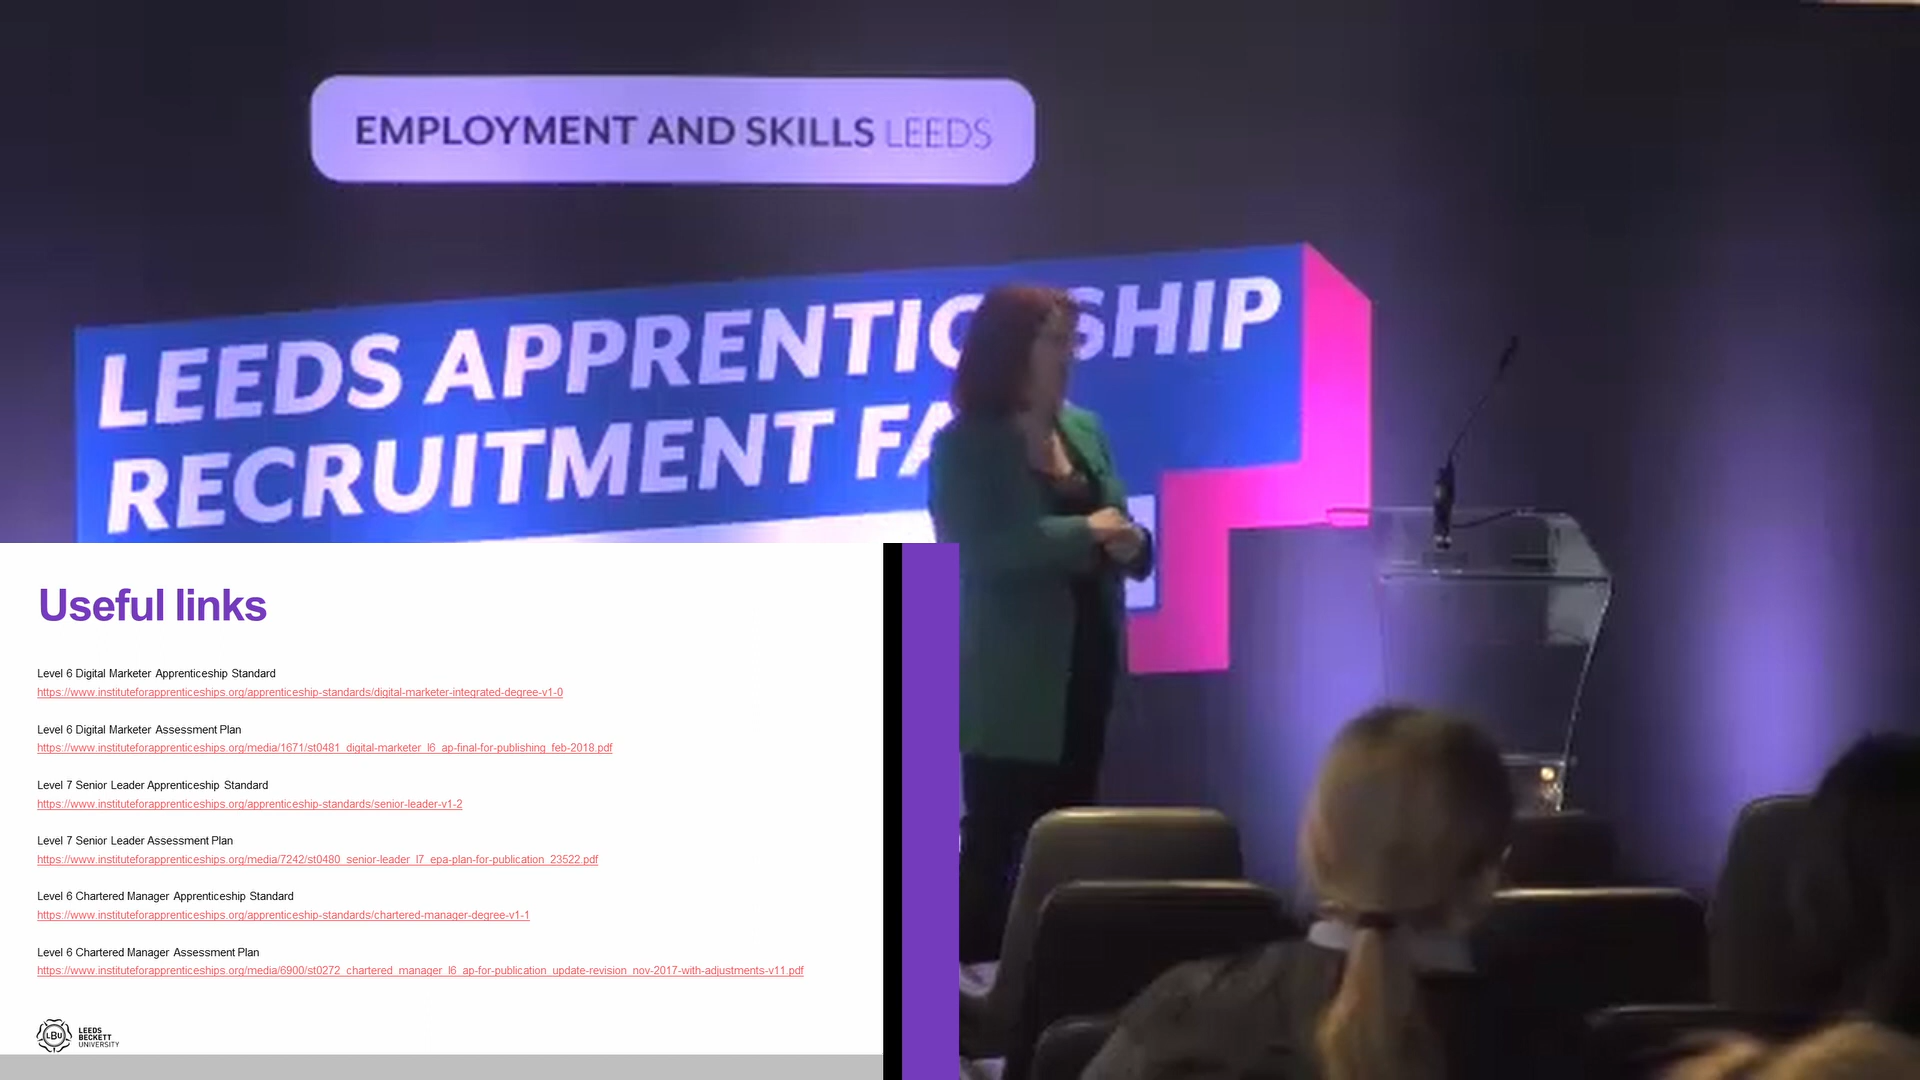 EMPLOYMENT AND SKILLS LEEDS
LEEDS APPRENTIC SHIP
RECRUITMENT FA
Useful links
Level 6 Digital Marketer Apprenticeship Standard
https://www.instituteforapprenticeships.org/apprenticeship-standards/digital-marketer-integrated-degree-v1-0
Level 6 Digital Marketer Assessment Plan
https://www.instituteforapprenticeships.org/media/1671/st0481_digital-marketer_l6_ap-final-for-publishing_feb-2018.pdf
Level 7 Senior Leader Apprenticeship Standard
https://www.instituteforapprenticeships.org/apprenticeship-standards/senior-leader-v1-2
Level 7 Senior Leader Assessment Plan
https://www.instituteforapprenticeships.org/media/7242/st0480_senior-leader_l7_epa-plan-for-publication_23522.pdf
Level 6 Chartered Manager Apprenticeship Standard
https://www.instituteforapprenticeships.org/apprenticeship-standards/chartered-manager-degree-v1-1
Level 6 Chartered Manager Assessment Plan
https://www.instituteforapprenticeships.org/media/6900/st0272_chartered_manager_l6_ap-for-publication_update-revision_nov-2017-with-adjustments-v11.pdf
LBU
LEEDS
BECKETT
UNIVERSITY